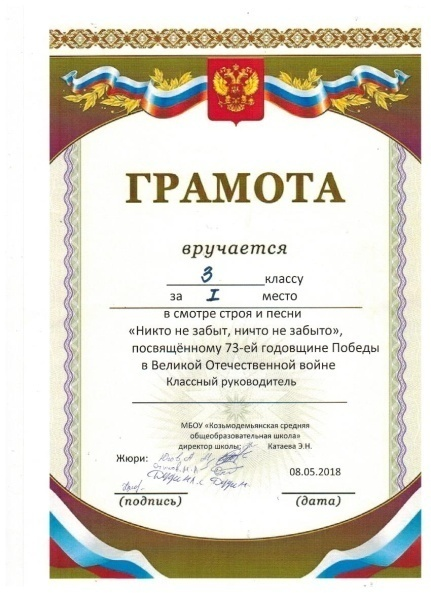 ГРАМОТА
вручается
3 классу
за I место
в смотре строя и песни
«Никто не забыт, ничто не забыто»,
посвящённому 73-ей годовщине Победы
в Великой Отечественной войне
Классный руководитель
МБОУ «Козьмодемьянская средняя
общеобразовательная школа»
директор школы: Катаева Э.Н.
Жюри:
08.05.2018
(подпись) (дата)